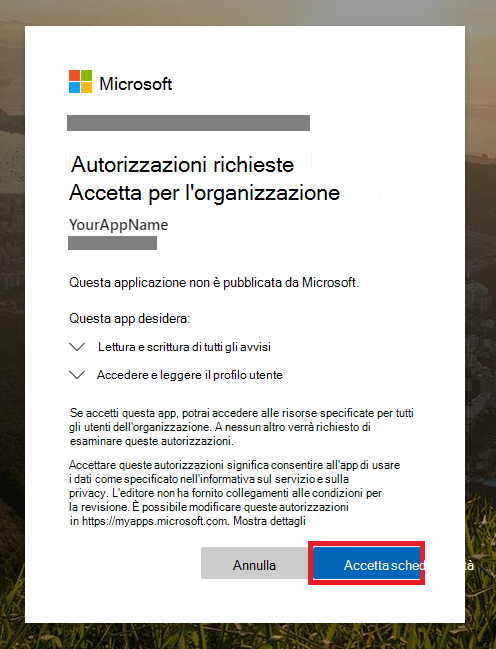 Microsoft
Autorizzazioni richieste
Accetta per l'organizzazione
YourAppName
Questa applicazione non è pubblicata da Microsoft.
Questa app desidera:
Lettura e scrittura di tutti gli avvisi
Accedere e leggere il profilo utente
Se accetti questa app, potrai accedere alle risorse specificate per tutti
gli utenti dell'organizzazione. A nessun altro verrà richiesto di
esaminare queste autorizzazioni.
Accettare queste autorizzazioni significa consentire all'app di usare
i dati come specificato nell'informativa sul servizio e sulla
privacy. L'editore non ha fornito collegamenti alle condizioni per
la revisione. È possibile modificare queste autorizzazioni
in https://myapps.microsoft.com. Mostra dettagli
Annulla
Accetta